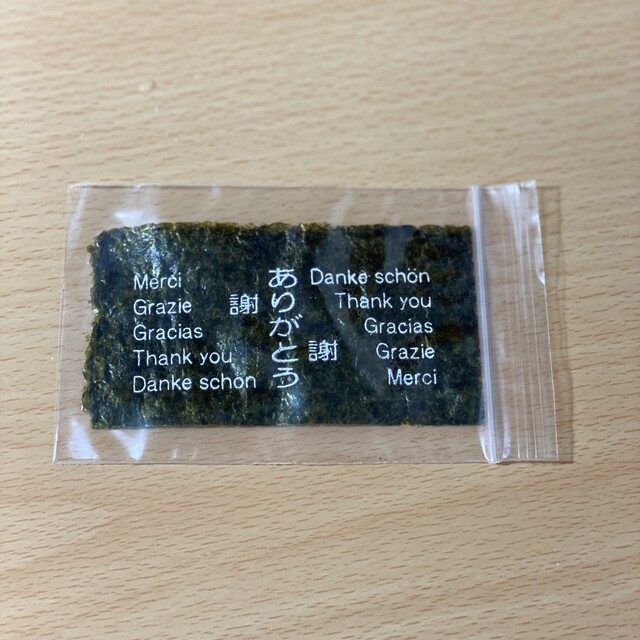 Merci
Grazie
Gracias
Thank you
Danke schon
謝
ありがとう
謝
Danke schön
Thank you
Gracias
Grazie
Merci